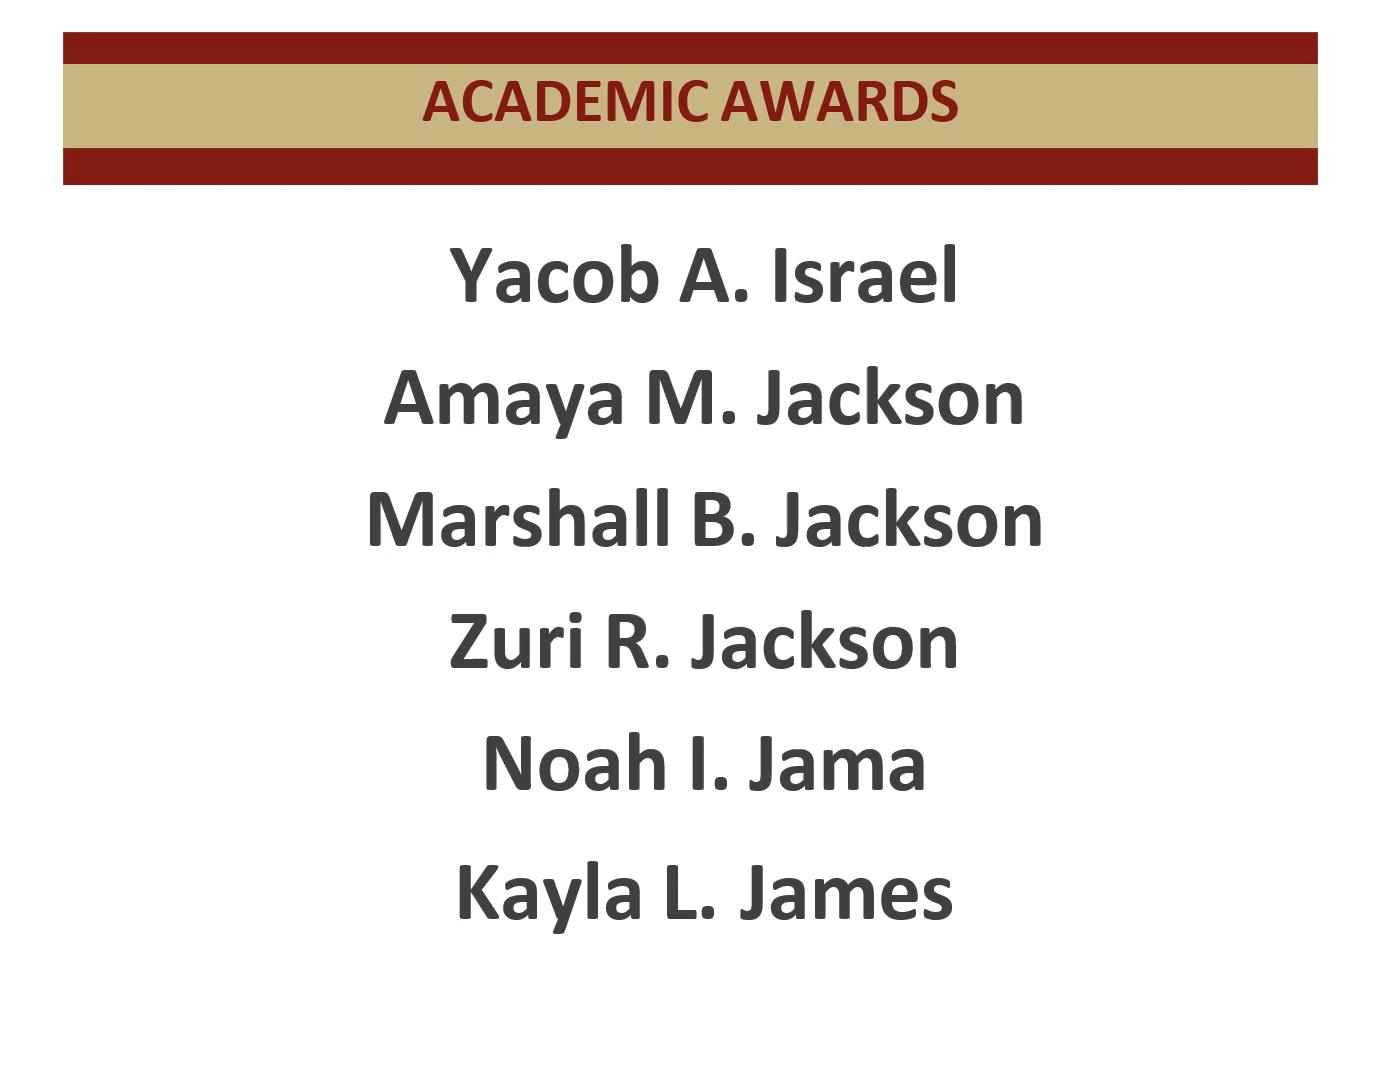 ACADEMIC AWARDS
Yacob A. Israel
Amaya M. Jackson
Marshall B. Jackson
Zuri R. Jackson
Noah I. Jama
Kayla L. James